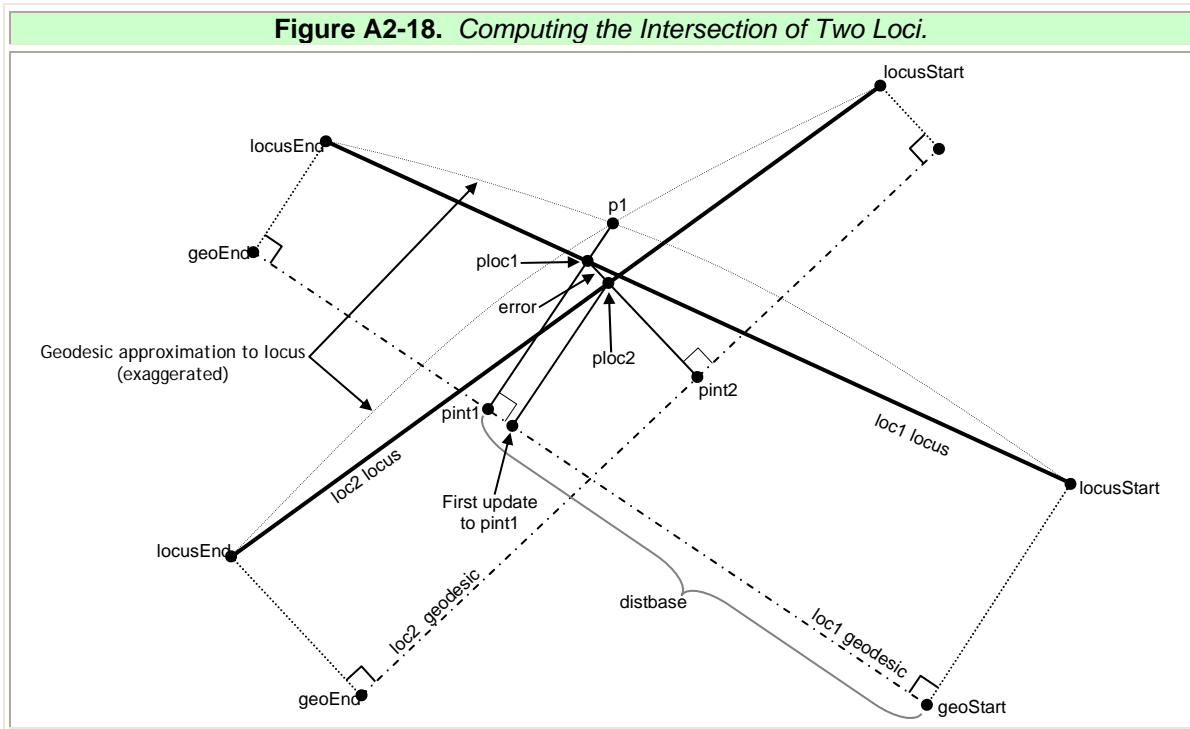 Figure A2-18. Computing the Intersection of Two Loci.
locusStart
locusEnd
p1
geoEnd
ploc1
error
Geodesic approximation to locus
(exaggerated)
ploc2
pint2
pint1
loc1 locus
loc2 locus
First update
to pint1
locusStart
locusEnd
loc2 geodesic
distbase
loc1 geodesic
geoEnd
geoStart